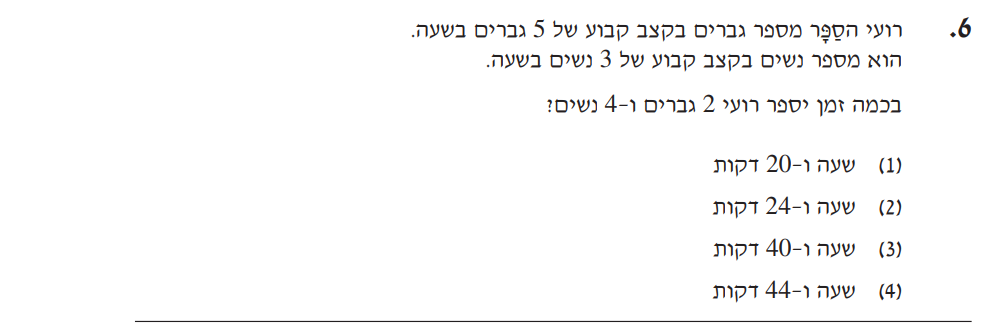 6. רועי הסַפָּר מספר גברים בקצב קבוע של 5 גברים בשעה.
הוא מספר נשים בקצב קבוע של 3 נשים בשעה.
בכמה זמן יספר רועי 2 גברים ו-4 נשים?
(1) שעה ו-20 דקות
(2) שעה ו-24 דקות
(3) שעה ו-40 דקות
(4) שעה ו-44 דקות